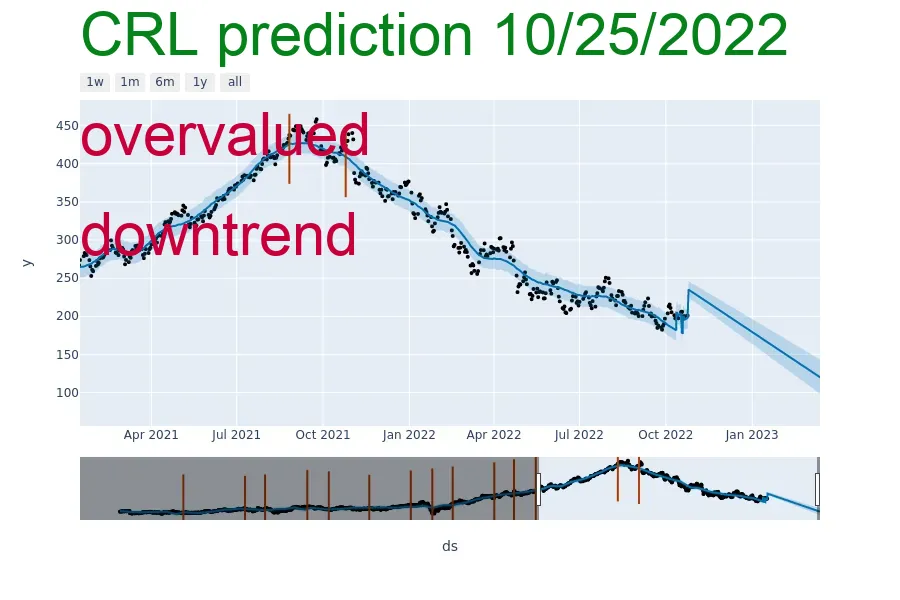 CRL prediction 10/25/2022
1w 1m 6m 1y all
overvalued
downtrend
450
400
350
300
250
200
150
100
y
Apr 2021 Jul 2021 Oct 2021 Jan 2022 Apr 2022 Jul 2022 Oct 2022 Jan 2023
ds